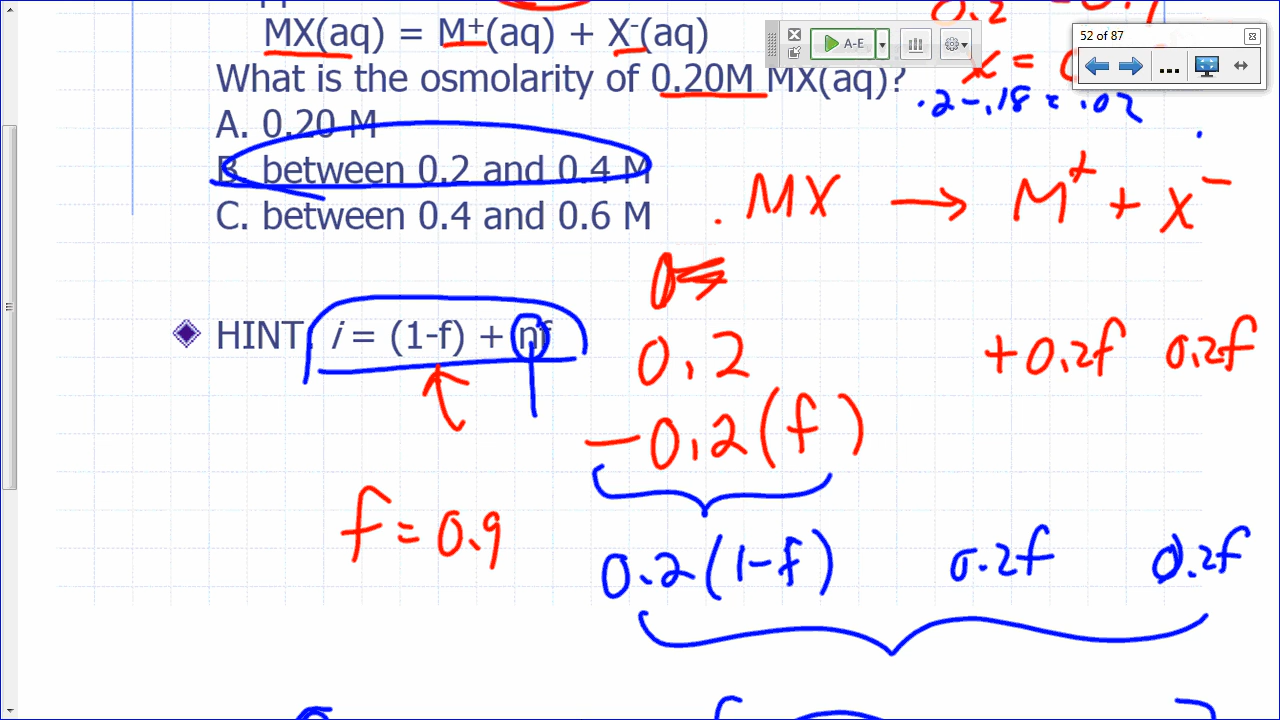 0.2
MX(aq) = M⁺(aq) + X⁻(aq)
A-E
52 of 87
What is the osmolarity of 0.20M MX(aq)?
x =
.2 - .18 = .02
A. 0.20 M
B. between 0.2 and 0.4 M
C. between 0.4 and 0.6 M
MX → M⁺ + X⁻
HINT i = (1-f) + nf
0.2 +0.2f 0.2f
-0.2(f)
f = 0.9
0.2(1-f) 0.2f 0.2f